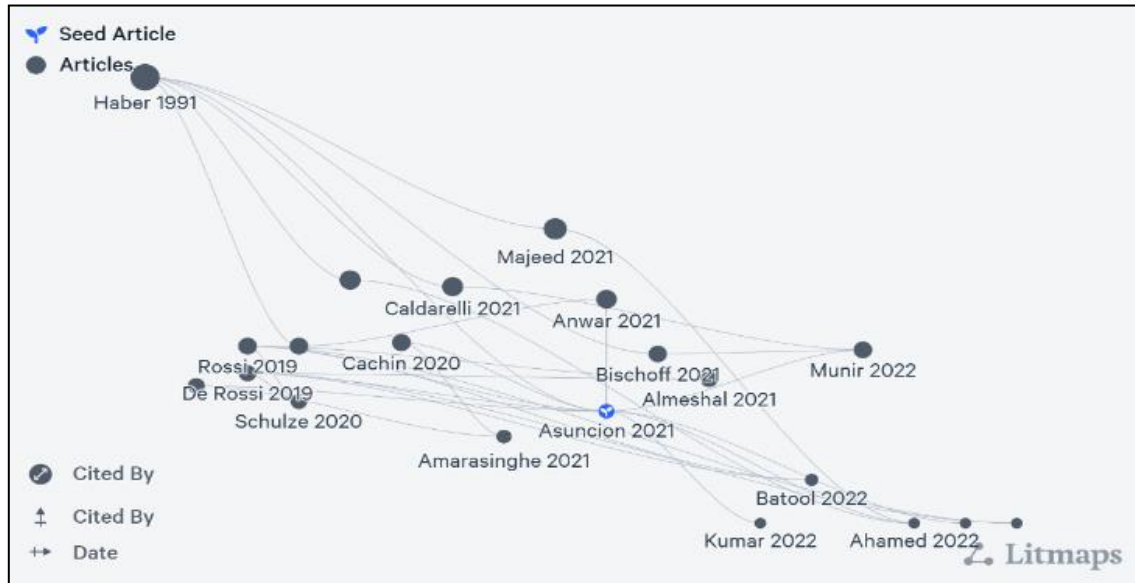 Seed Article
Articles
Haber 1991
Majeed 2021
Caldarelli 2021
Anwar 2021
Rossi 2019
Cachin 2020
Bischoff 2021
Munir 2022
De Rossi 2019
Almeshal 2021
Schulze 2020
Asuncion 2021
Amarasinghe 2021
Cited By
Batool 2022
Cited By
Kumar 2022
Ahamed 2022
Date
Litmaps